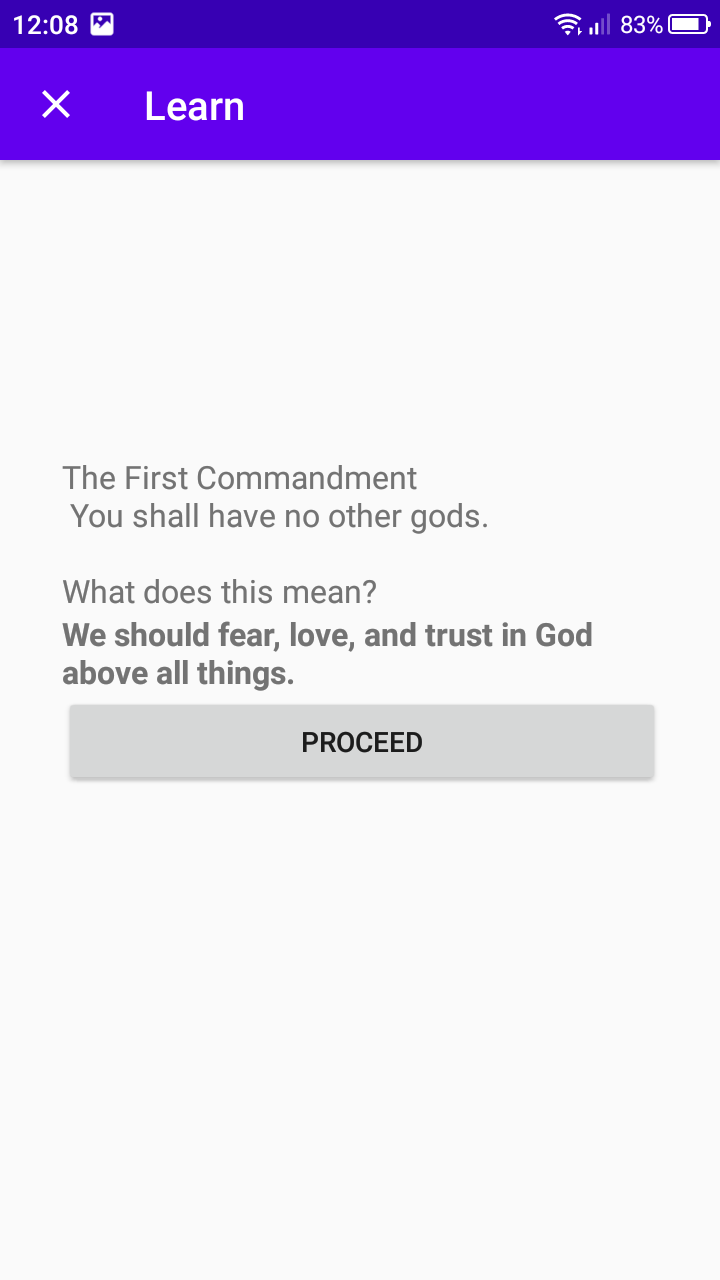 12:08
83%
Learn
The First Commandment
You shall have no other gods.
What does this mean?
We should fear, love, and trust in God
above all things.
PROCEED